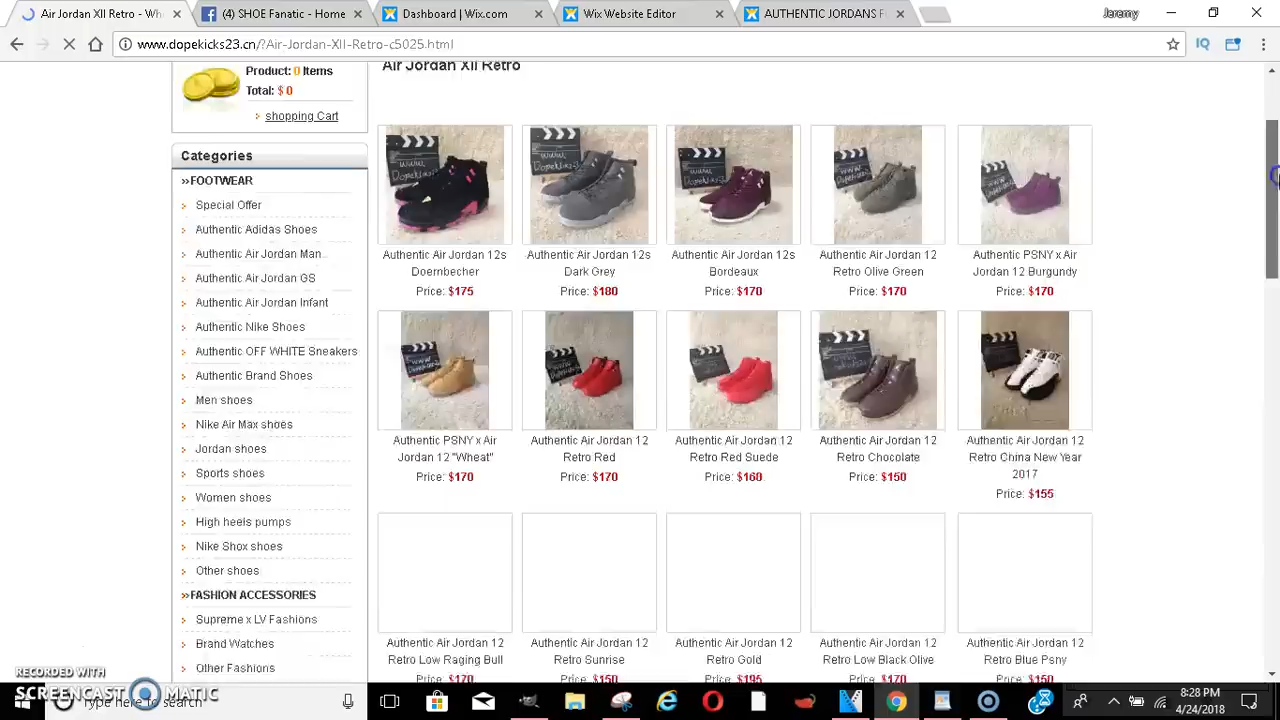 Air Jordan XII Retro - Wh
(4) SHOE Fanatic - Home
Dashboard | Wix.com
Wix Website Editor
AUTHENTIC JORDANS F
Jeremy
www.dopekicks23.cn/?Air-Jordan-XII-Retro-c5025.html
Product: 0 Items
Total: $ 0
shopping Cart
Categories
»FOOTWEAR
Special Offer
Authentic Adidas Shoes
Authentic Air Jordan Man...
Authentic Air Jordan GS
Authentic Air Jordan Infant
Authentic Nike Shoes
Authentic OFF WHITE Sneakers
Authentic Brand Shoes
Men shoes
Nike Air Max shoes
Jordan shoes
Sports shoes
Women shoes
High heels pumps
Nike Shox shoes
Other shoes
»FASHION ACCESSORIES
Supreme x LV Fashions
Brand Watches
Other Fashions
Air Jordan XII Retro
Authentic Air Jordan 12s
Doernbecher
Price: $175
Authentic Air Jordan 12s
Dark Grey
Price: $180
Authentic Air Jordan 12s
Bordeaux
Price: $170
Authentic Air Jordan 12
Retro Olive Green
Price: $170
Authentic PSNY x Air
Jordan 12 Burgundy
Price: $170
Authentic PSNY x Air
Jordan 12 "Wheat"
Price: $170
Authentic Air Jordan 12
Retro Red
Price: $170
Authentic Air Jordan 12
Retro Red Suede
Price: $160
Authentic Air Jordan 12
Retro Chocolate
Price: $150
Authentic Air Jordan 12
Retro China New Year
2017
Price: $155
Authentic Air Jordan 12
Retro Low Raging Bull
Price: $170
Authentic Air Jordan 12
Retro Sunrise
Price: $150
Authentic Air Jordan 12
Retro Gold
Price: $195
Authentic Air Jordan 12
Retro Low Black Olive
Price: $170
Authentic Air Jordan 12
Retro Blue Psny
Price: $150
RECORDED WITH
SCREENCAST MATIC
Type here to search
8:28 PM
4/24/2018